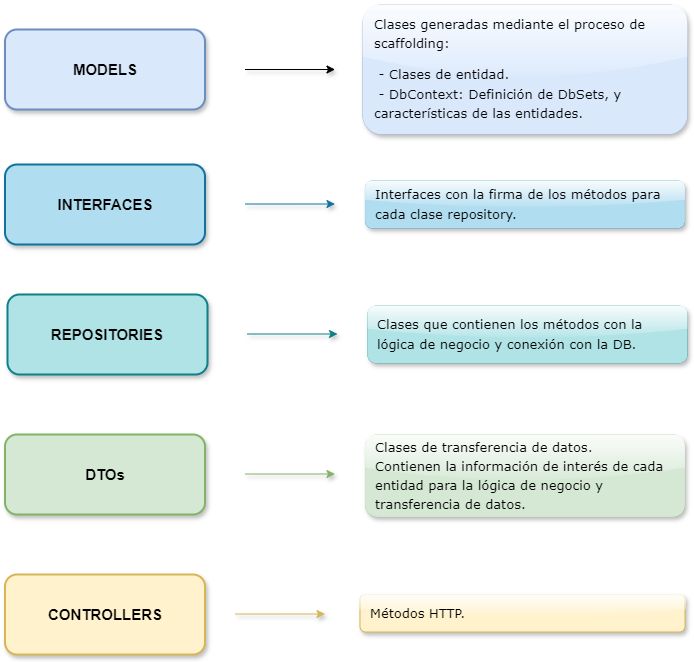 MODELS
Clases generadas mediante el proceso de
scaffolding:
- Clases de entidad.
- DbContext: Definición de DbSets, y
características de las entidades.
INTERFACES
Interfaces con la firma de los métodos para
cada clase repository.
REPOSITORIES
Clases que contienen los métodos con la
lógica de negocio y conexión con la DB.
DTOs
Clases de transferencia de datos.
Contienen la información de interés de cada
entidad para la lógica de negocio y
transferencia de datos.
CONTROLLERS
Métodos HTTP.